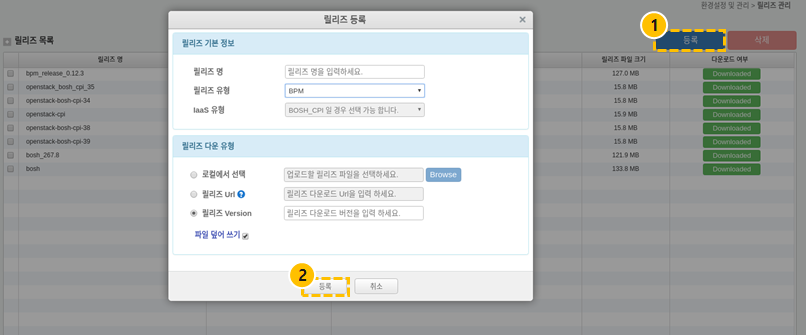 환경설정 및 관리 > 릴리즈 관리
릴리즈 목록
1
등록
삭제
릴리즈 명
릴리즈 파일 크기
다운로드 여부
bpm_release_0.12.3
127.0 MB
Downloaded
openstack_bosh_cpi_35
15.8 MB
Downloaded
openstack-bosh-cpi-34
15.8 MB
Downloaded
openstack-cpi
15.9 MB
Downloaded
openstack-bosh-cpi-38
15.8 MB
Downloaded
openstack-bosh-cpi-39
15.8 MB
Downloaded
bosh_267.8
121.9 MB
Downloaded
bosh
133.8 MB
Downloaded
릴리즈 등록
×
릴리즈 기본 정보
릴리즈 명
릴리즈 명을 입력하세요.
릴리즈 유형
BPM
IaaS 유형
BOSH_CPI 일 경우 선택 가능 합니다.
릴리즈 다운 유형
로컬에서 선택
업로드할 릴리즈 파일을 선택하세요.
Browse
릴리즈 Url ?
릴리즈 다운로드 Url을 입력 하세요.
릴리즈 Version
릴리즈 다운로드 버전을 입력 하세요.
파일 덮어 쓰기
2
등록
취소